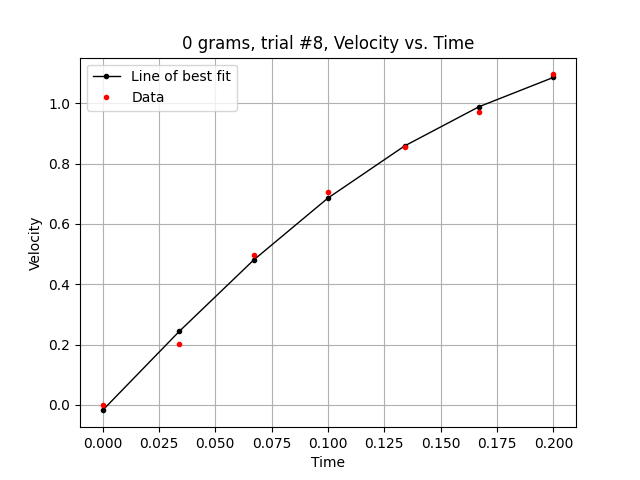 0 grams, trial #8, Velocity vs. Time
Line of best fit
Data
1.0
0.8
0.6
0.4
0.2
0.0
Velocity
0.000 0.025 0.050 0.075 0.100 0.125 0.150 0.175 0.200
Time